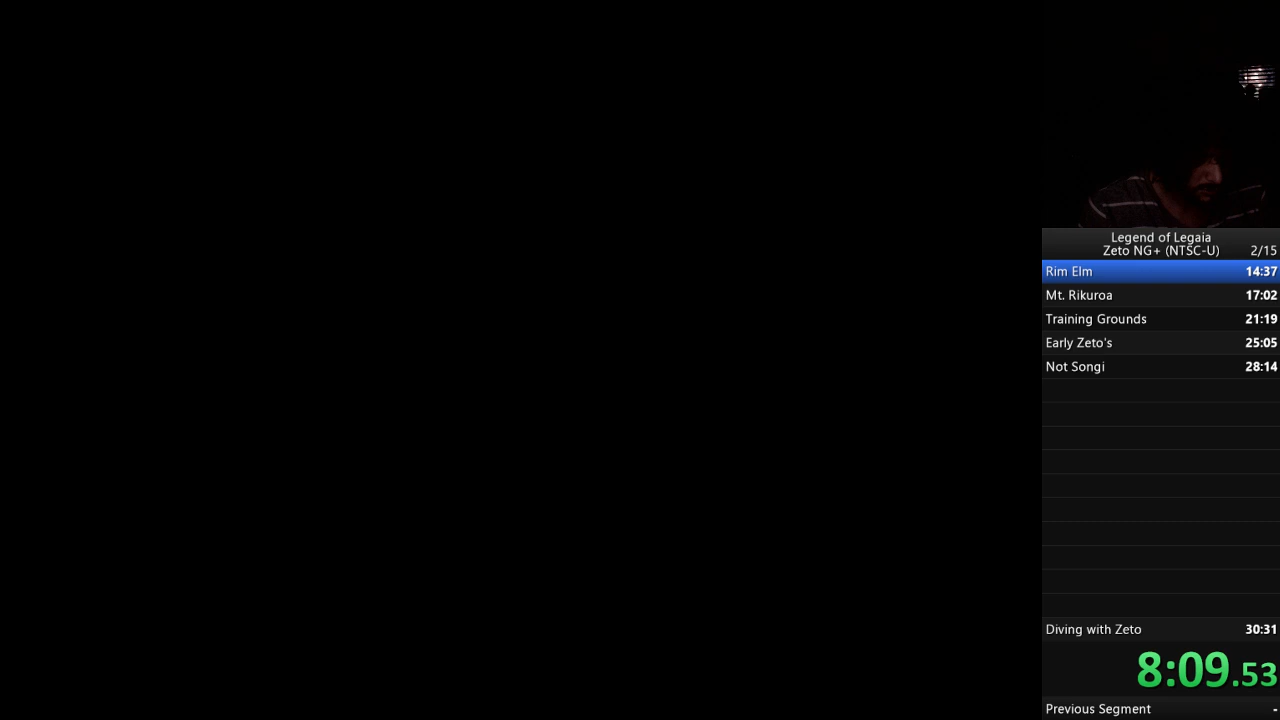 Legend of Legaia
Zeto NG+ (NTSC-U) 2/15
Rim Elm 14:37
Mt. Rikuroa 17:02
Training Grounds 21:19
Early Zeto's 25:05
Not Songi 28:14
Diving with Zeto 30:31
8:09.53
Previous Segment -